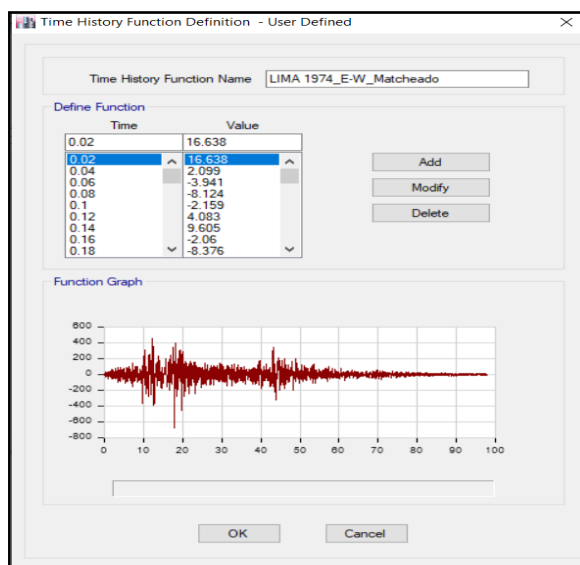 Time History Function Definition - User Defined
Time History Function Name LIMA 1974_E-W_Matcheado
Define Function
Time Value
0.02 16.638
0.02 16.638
0.04 2.099
0.06 -3.941
0.08 -8.124
0.1 -2.159
0.12 4.083
0.14 9.605
0.16 -2.06
0.18 -8.376
Add
Modify
Delete
Function Graph
600
400
200
0
-200
-400
-600
-800
0 10 20 30 40 50 60 70 80 90 100
OK Cancel